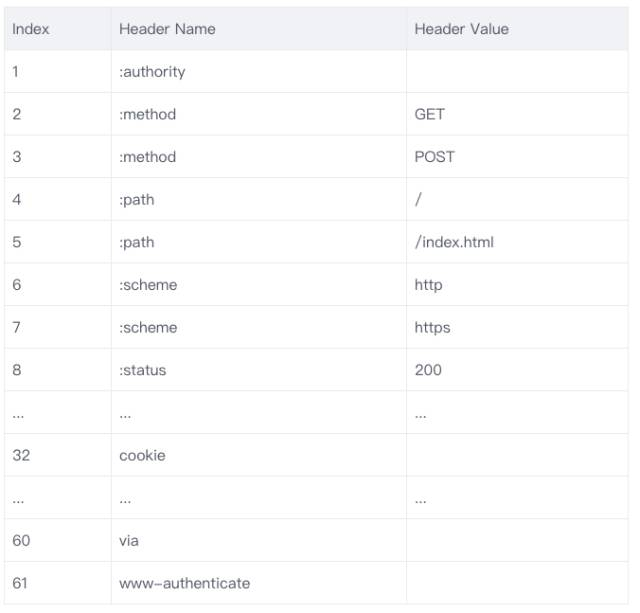 Index Header Name Header Value
1 :authority
2 :method GET
3 :method POST
4 :path /
5 :path /index.html
6 :scheme http
7 :scheme https
8 :status 200
... ... ...
32 cookie
... ... ...
60 via
61 www-authenticate